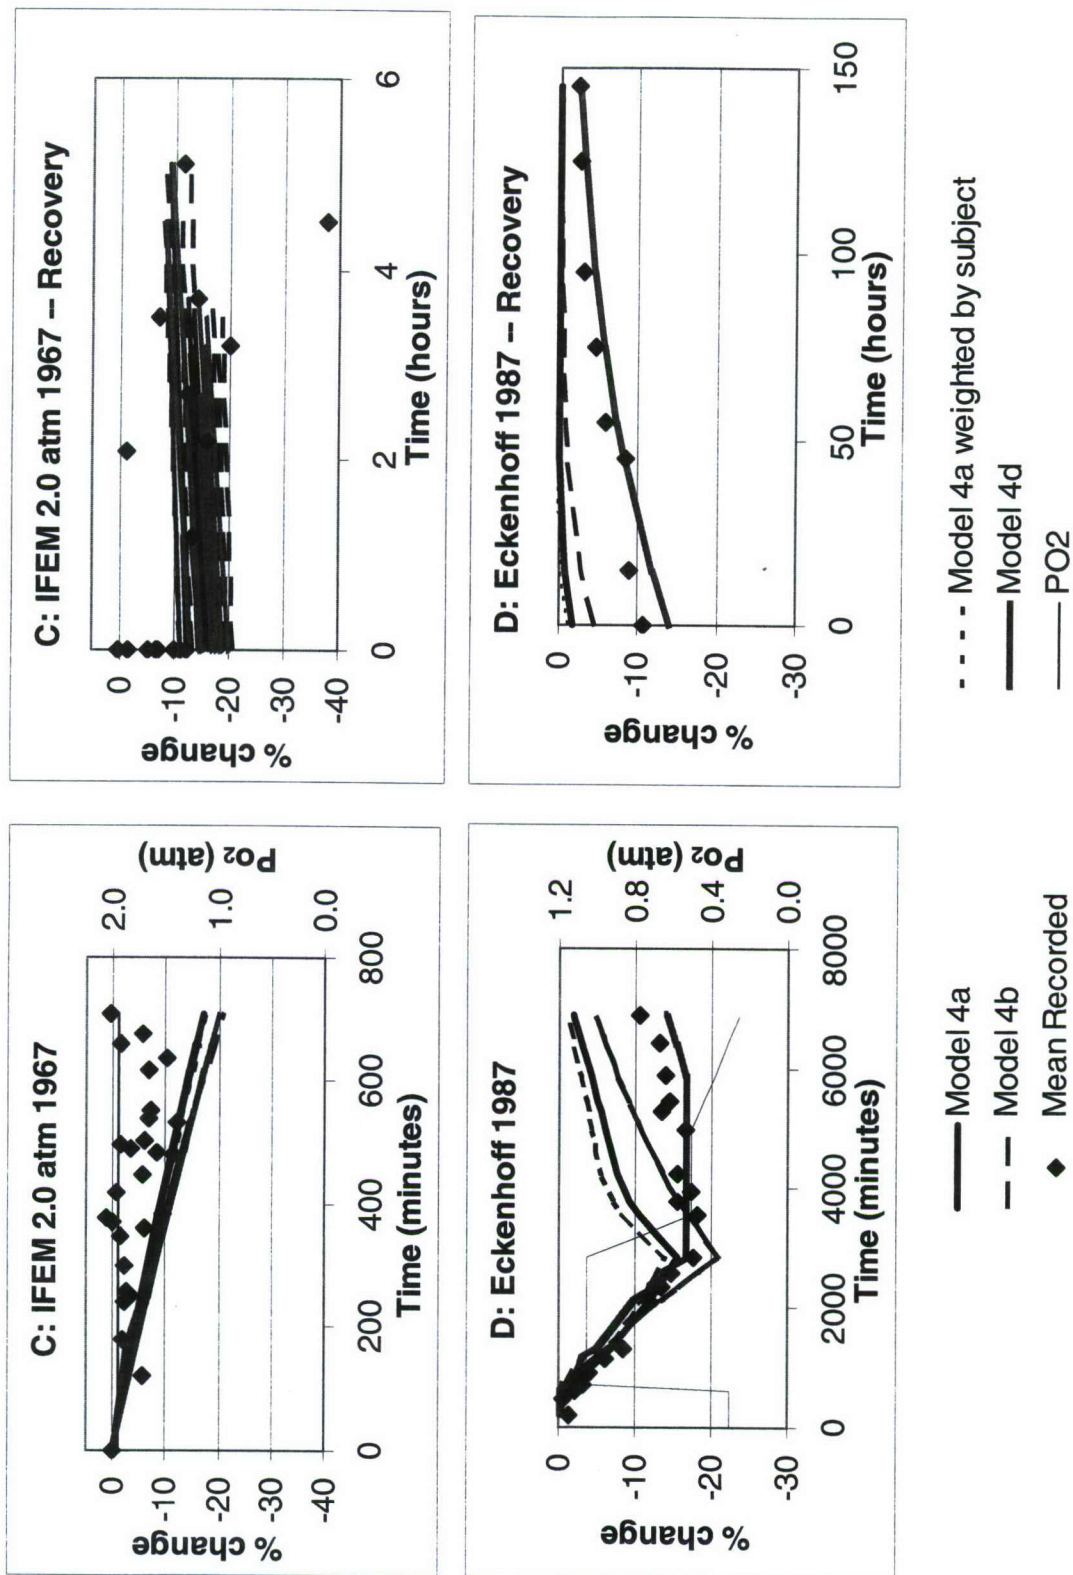 C: IFEM 2.0 atm 1967
% change
0
-10
-20
-30
-40
0
200
400
600
800
Time (minutes)
2.0
1.0
0.0
Po2 (atm)
C: IFEM 2.0 atm 1967 -- Recovery
% change
0
-10
-20
-30
-40
0
2
4
6
Time (hours)
D: Eckenhoff 1987
% change
0
-10
-20
-30
0
2000
4000
6000
8000
Time (minutes)
1.2
0.8
0.4
0.0
Po2 (atm)
D: Eckenhoff 1987 -- Recovery
% change
0
-10
-20
-30
0
50
100
150
Time (hours)
Model 4a
Model 4b
Mean Recorded
Model 4a weighted by subject
Model 4d
PO2